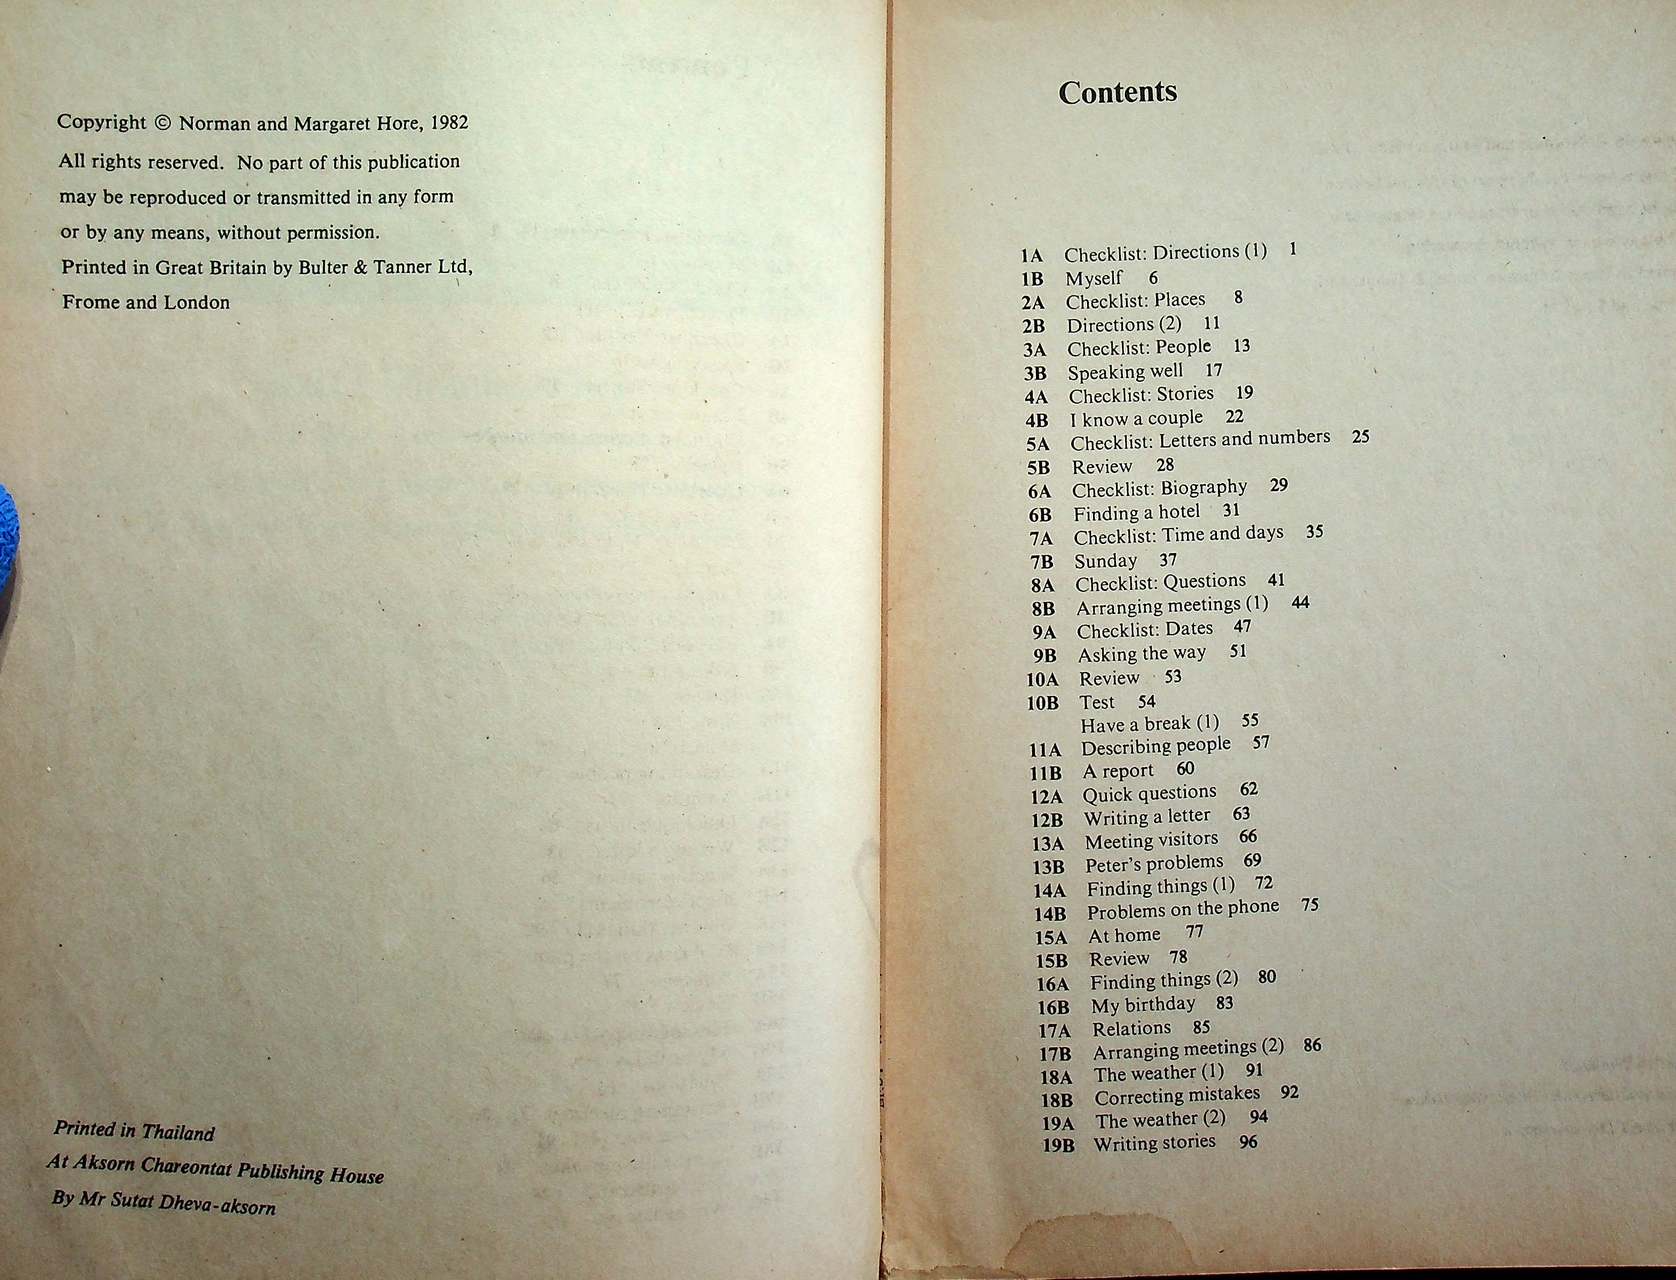 Copyright © Norman and Margaret Hore, 1982
All rights reserved. No part of this publication
may be reproduced or transmitted in any form
or by any means, without permission.
Printed in Great Britain by Bulter & Tanner Ltd,
Frome and London
Printed in Thailand
At Aksorn Chareontat Publishing House
By Mr Sutat Dheva-aksorn
Contents
1A Checklist: Directions (1) 1
1B Myself 6
2A Checklist: Places 8
2B Directions (2) 11
3A Checklist: People 13
3B Speaking well 17
4A Checklist: Stories 19
4B I know a couple 22
5A Checklist: Letters and numbers 25
5B Review 28
6A Checklist: Biography 29
6B Finding a hotel 31
7A Checklist: Time and days 35
7B Sunday 37
8A Checklist: Questions 41
8B Arranging meetings (1) 44
9A Checklist: Dates 47
9B Asking the way 51
10A Review 53
10B Test 54
Have a break (1) 55
11A Describing people 57
11B A report 60
12A Quick questions 62
12B Writing a letter 63
13A Meeting visitors 66
13B Peter's problems 69
14A Finding things (1) 72
14B Problems on the phone 75
15A At home 77
15B Review 78
16A Finding things (2) 80
16B My birthday 83
17A Relations 85
17B Arranging meetings (2) 86
18A The weather (1) 91
18B Correcting mistakes 92
19A The weather (2) 94
19B Writing stories 96